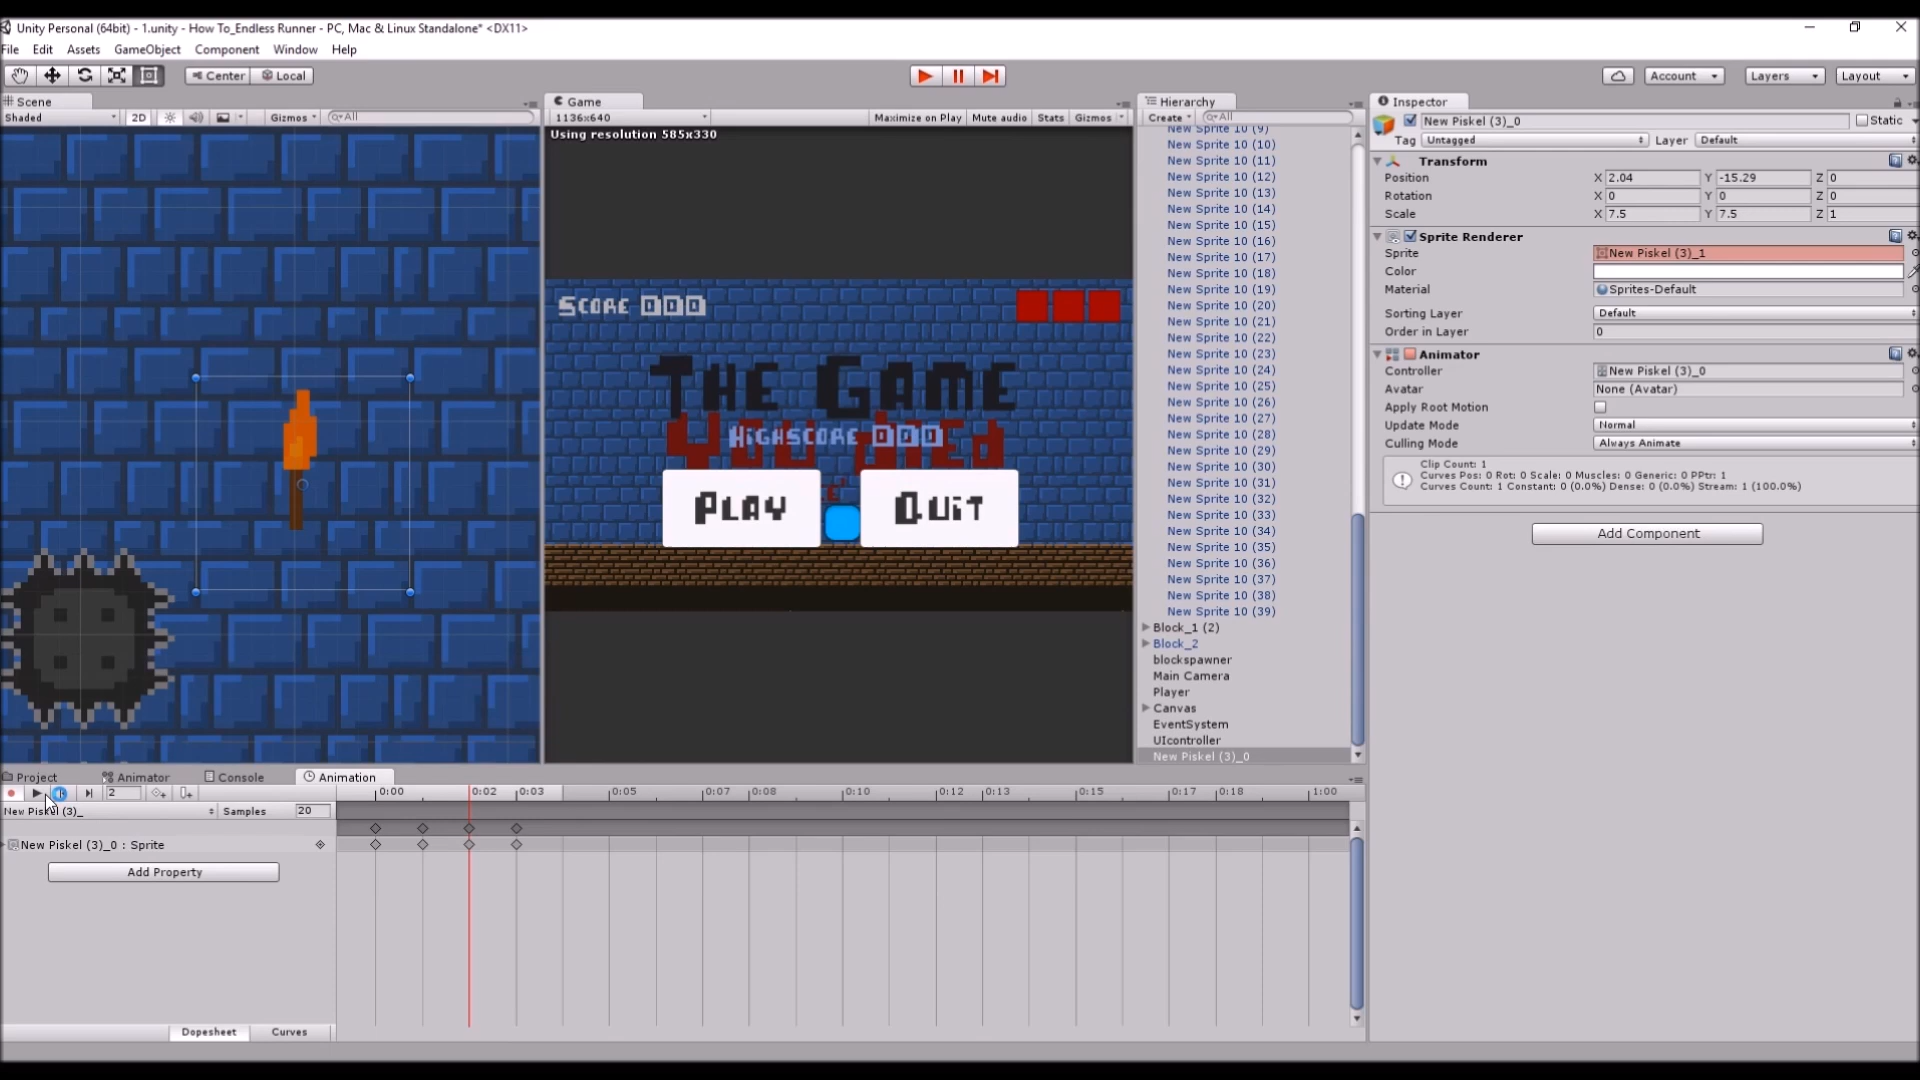 Unity Personal (64bit) - 1.unity - How To_Endless Runner - PC, Mac & Linux Standalone* <DX11>
File Edit Assets GameObject Component Window Help
Center Local
Account Layers Layout
Scene
Shaded 2D Gizmos All
Game
1136x640 Maximize on Play Mute audio Stats Gizmos
Using resolution 585x330
SCORE 000
THE GAME
You Died
HIGHSCORE 000
PLAY
QUIT
Hierarchy
Create All
New Sprite 10 (9)
New Sprite 10 (10)
New Sprite 10 (11)
New Sprite 10 (12)
New Sprite 10 (13)
New Sprite 10 (14)
New Sprite 10 (15)
New Sprite 10 (16)
New Sprite 10 (17)
New Sprite 10 (18)
New Sprite 10 (19)
New Sprite 10 (20)
New Sprite 10 (21)
New Sprite 10 (22)
New Sprite 10 (23)
New Sprite 10 (24)
New Sprite 10 (25)
New Sprite 10 (26)
New Sprite 10 (27)
New Sprite 10 (28)
New Sprite 10 (29)
New Sprite 10 (30)
New Sprite 10 (31)
New Sprite 10 (32)
New Sprite 10 (33)
New Sprite 10 (34)
New Sprite 10 (35)
New Sprite 10 (36)
New Sprite 10 (37)
New Sprite 10 (38)
New Sprite 10 (39)
Block_1 (2)
Block_2
blockspawner
Main Camera
Player
Canvas
EventSystem
UIcontroller
New Piskel (3)_0
Inspector
New Piskel (3)_0 Static
Tag Untagged Layer Default
Transform
Position X 2.04 Y -15.29 Z 0
Rotation X 0 Y 0 Z 0
Scale X 7.5 Y 7.5 Z 1
Sprite Renderer
Sprite New Piskel (3)_1
Color
Material Sprites-Default
Sorting Layer Default
Order in Layer 0
Animator
Controller New Piskel (3)_0
Avatar None (Avatar)
Apply Root Motion
Update Mode Normal
Culling Mode Always Animate
Clip Count: 1
Curves Pos: 0 Rot: 0 Scale: 0 Muscles: 0 Generic: 0 PPtr: 1
Curves Count: 1 Constant: 0 (0.0%) Dense: 0 (0.0%) Stream: 1 (100.0%)
Add Component
Project Animator Console Animation
2
0:00 0:02 0:03 0:05 0:07 0:08 0:10 0:12 0:13 0:15 0:17 0:18 1:00
New Piskel (3)_ Samples 20
New Piskel (3)_0 : Sprite
Add Property
Dopesheet Curves